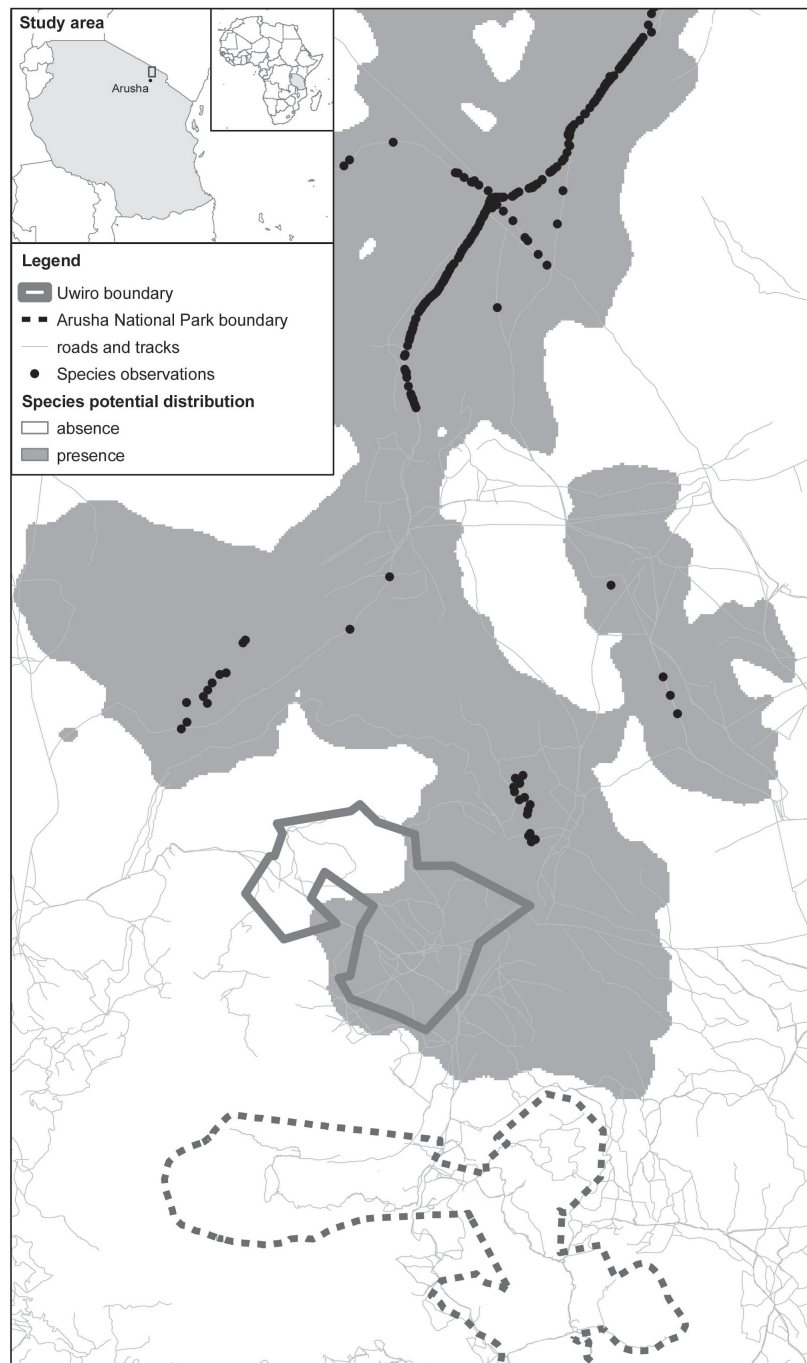 Study area
Arusha
Legend
Uwiro boundary
Arusha National Park boundary
roads and tracks
Species observations
Species potential distribution
absence
presence